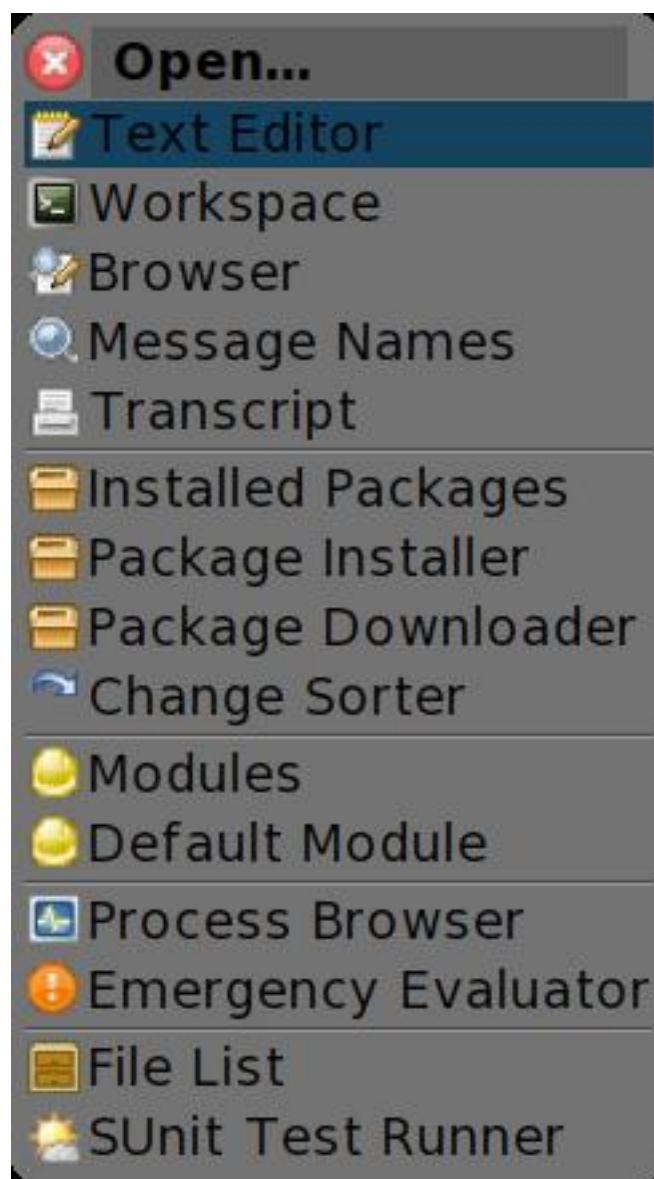 Open...
Text Editor
Workspace
Browser
Message Names
Transcript
Installed Packages
Package Installer
Package Downloader
Change Sorter
Modules
Default Module
Process Browser
Emergency Evaluator
File List
SUnit Test Runner